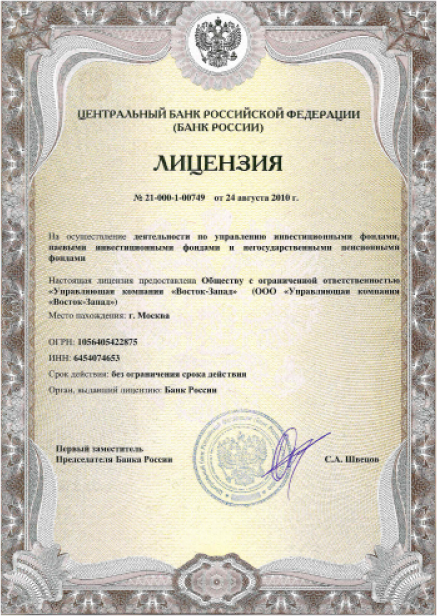 ЦЕНТРАЛЬНЫЙ БАНК РОССИЙСКОЙ ФЕДЕРАЦИИ
(БАНК РОССИИ)
ЛИЦЕНЗИЯ
№ 21-000-1-00749 от 24 августа 2010 г.
На осуществление деятельности по управлению инвестиционными фондами,
паевыми инвестиционными фондами и негосударственными пенсионными
фондами
Настоящая лицензия предоставлена Обществу с ограниченной ответственностью
«Управляющая компания «Восток-Запад» (ООО «Управляющая компания
«Восток-Запад»)
Место нахождения: г. Москва
ОГРН: 1056405422875
ИНН: 6454074653
Срок действия: без ограничения срока действия
Орган, выдавший лицензию: Банк России
Первый заместитель
Председателя Банка России
С.А. Швецов